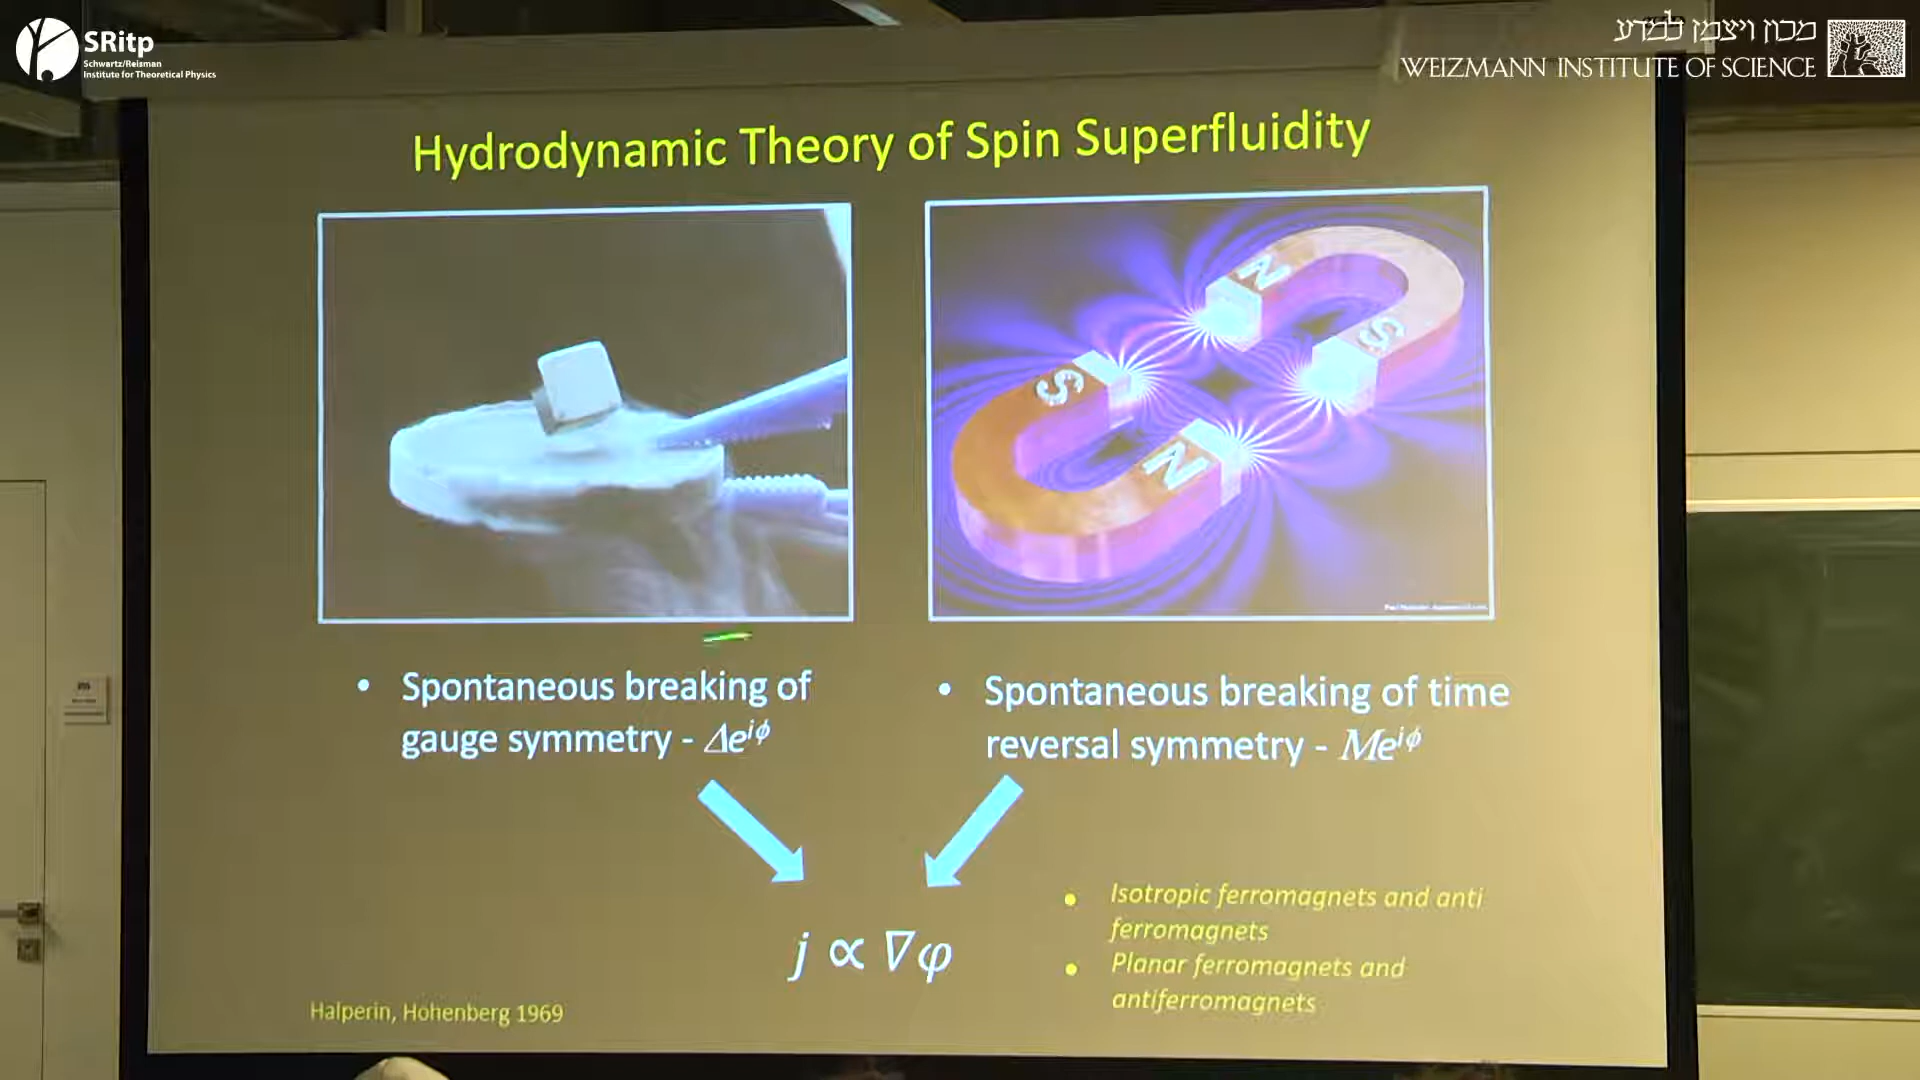 SRitp
Schwartz/Reisman
Institute for Theoretical Physics
מכון ויצמן למדע
WEIZMANN INSTITUTE OF SCIENCE
Hydrodynamic Theory of Spin Superfluidity
N
S
S
N
• Spontaneous breaking of
gauge symmetry - Δe^{iϕ}
• Spontaneous breaking of time
reversal symmetry - Me^{iϕ}
j ∝ ∇φ
• Isotropic ferromagnets and anti
ferromagnets
• Planar ferromagnets and
antiferromagnets
Halperin, Hohenberg 1969